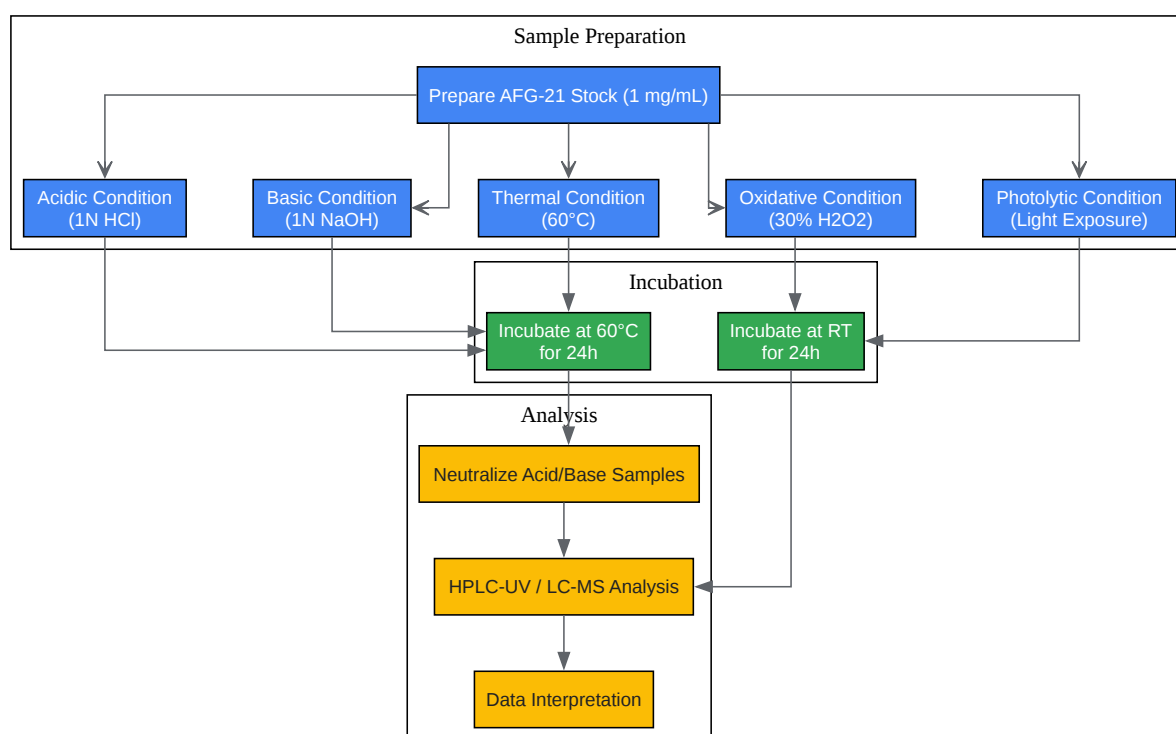 Sample Preparation
Prepare AFG-21 Stock (1 mg/mL)
Acidic Condition
(1N HCl)
Basic Condition
(1N NaOH)
Thermal Condition
(60°C)
Oxidative Condition
(30% H2O2)
Photolytic Condition
(Light Exposure)
Incubation
Incubate at 60°C
for 24h
Incubate at RT
for 24h
Analysis
Neutralize Acid/Base Samples
HPLC-UV / LC-MS Analysis
Data Interpretation